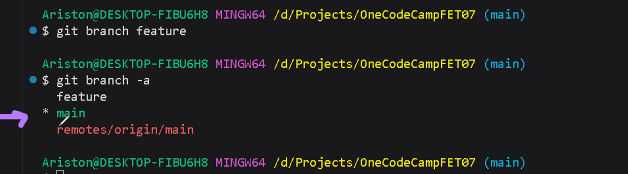 Ariston@DESKTOP-FIBU6H8 MINGW64 /d/Projects/OneCodeCampFET07 (main)
$ git branch feature
Ariston@DESKTOP-FIBU6H8 MINGW64 /d/Projects/OneCodeCampFET07 (main)
$ git branch -a
feature
* main
remotes/origin/main
Ariston@DESKTOP-FIBU6H8 MINGW64 /d/Projects/OneCodeCampFET07 (main)